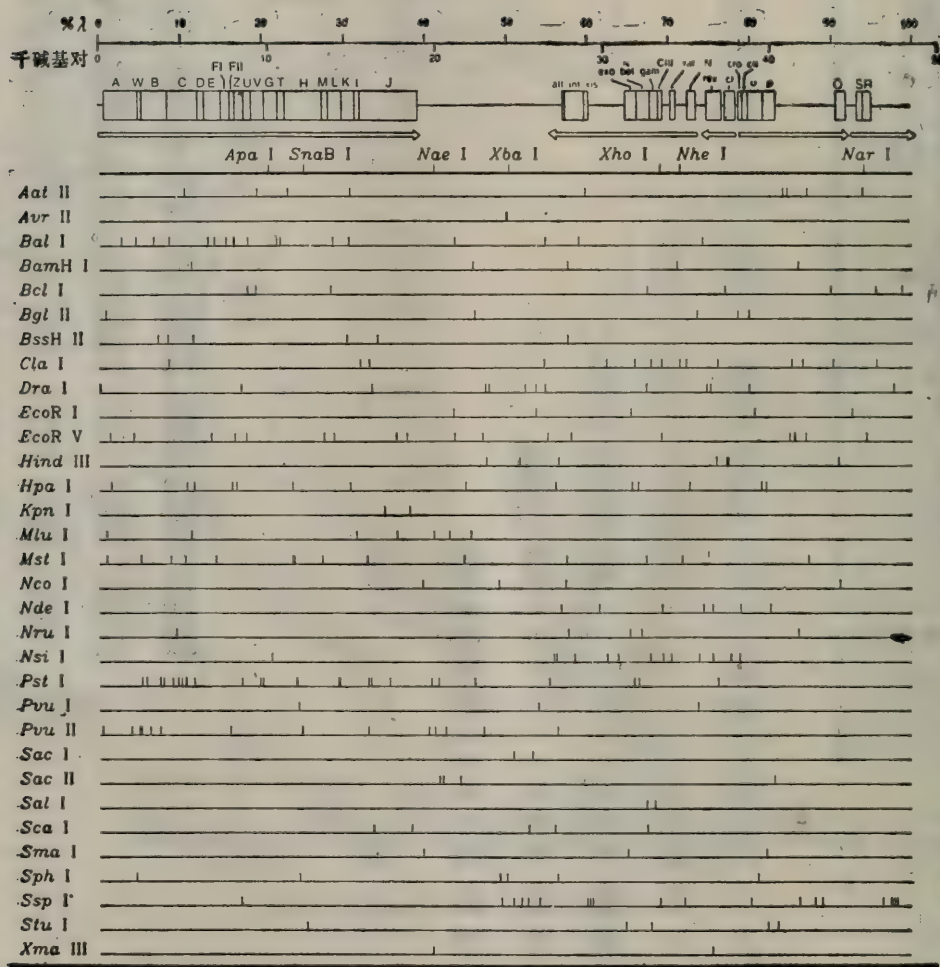 % λ 0 10 20 30 40 50 60 70 80 90 100
千碱基对 0 10 20 30 40
FI FII
A W B C D E Z U V G T H M L K I J
exo bet gam CIII
att int xis
Q SR
Apa I SnaB I Nae I Xba I Xho I Nhe I Nar I
Aat II
Avr II
Bal I
BamH I
Bcl I
Bgl II
BssH II
Cla I
Dra I
EcoR I
EcoR V
Hind III
Hpa I
Kpn I
Mlu I
Mst I
Nco I
Nde I
Nru I
Nsi I
Pst I
Pvu I
Pvu II
Sac I
Sac II
Sal I
Sca I
Sma I
Sph I
Ssp I
Stu I
Xma III